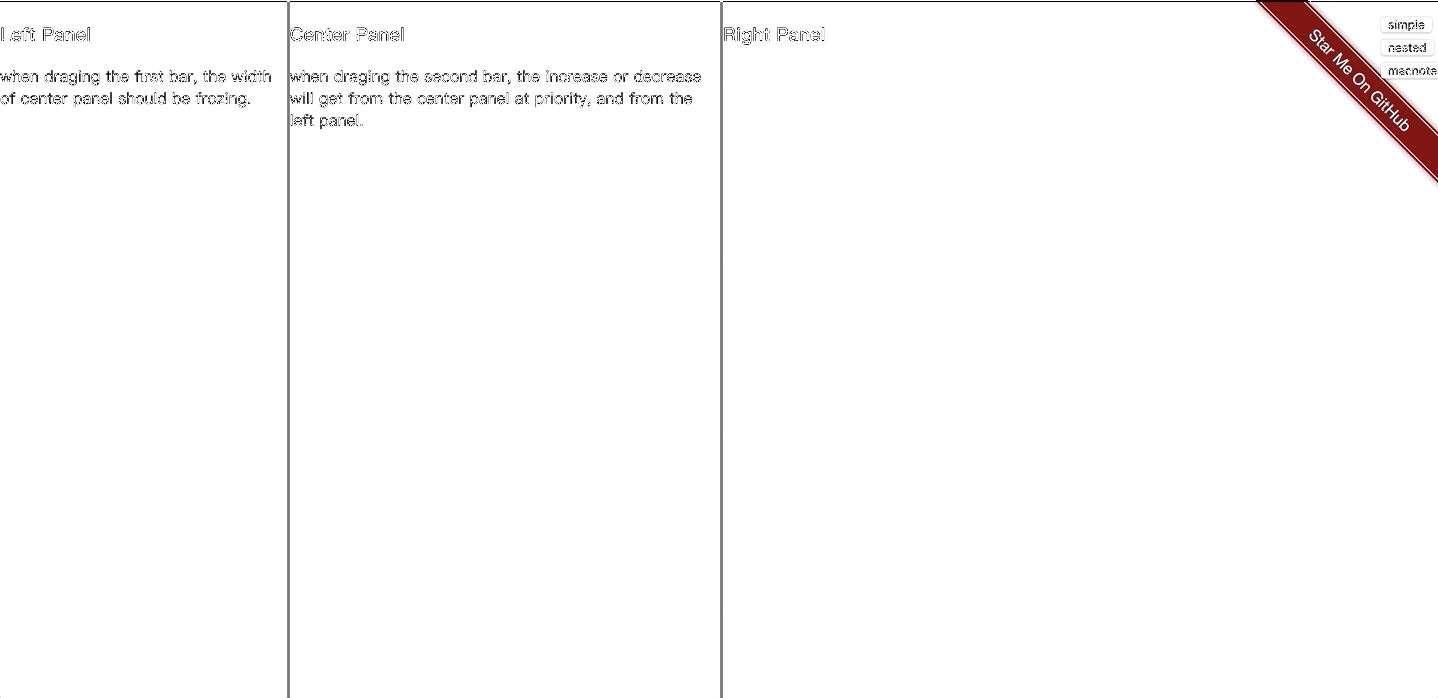 Left Panel
when draging the first bar, the width
of center panel should be frozing.
Center Panel
when draging the second bar, the increase or decrease
will get from the center panel at priority, and from the
left panel.
Right Panel
Star Me On GitHub
simple
nested
macnote